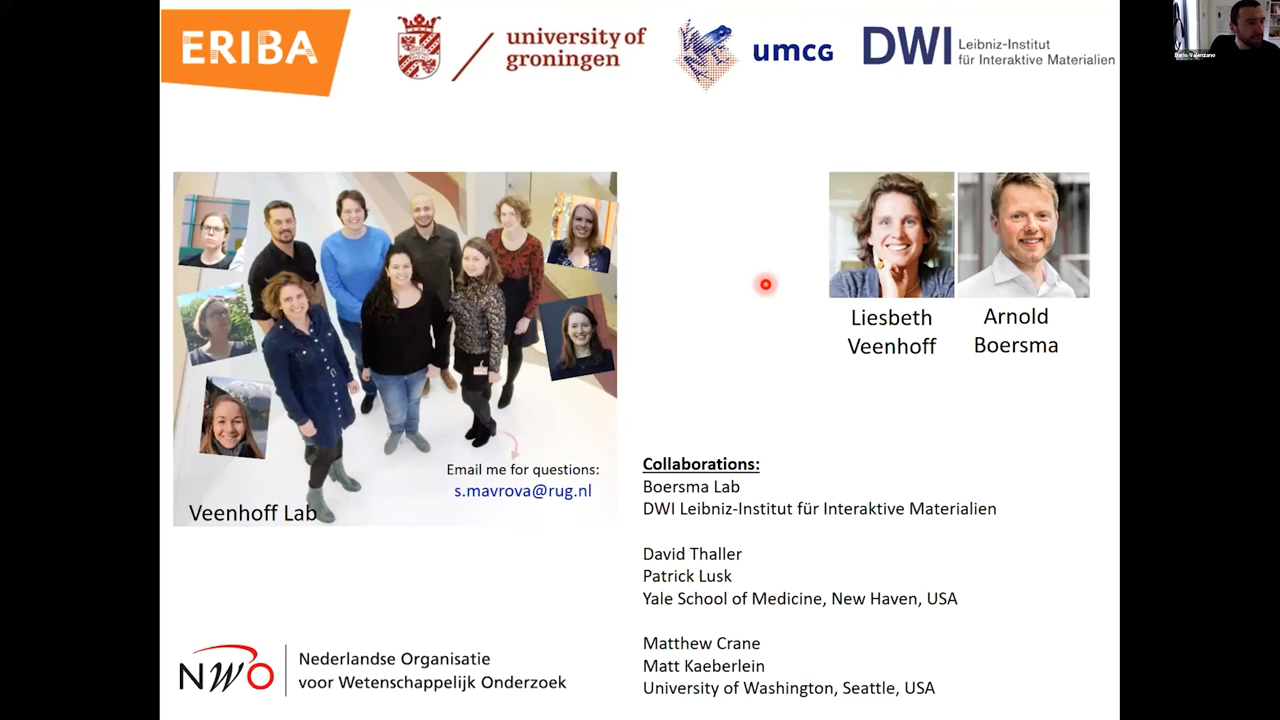 ERIBA
university of
groningen
umcg
DWI
Leibniz-Institut
für Interaktive Materialien
Dario Valenzano
Liesbeth
Veenhoff
Arnold
Boersma
Email me for questions:
s.mavrova@rug.nl
Veenhoff Lab
Collaborations:
Boersma Lab
DWI Leibniz-Institut für Interaktive Materialien
David Thaller
Patrick Lusk
Yale School of Medicine, New Haven, USA
Matthew Crane
Matt Kaeberlein
University of Washington, Seattle, USA
NWO
Nederlandse Organisatie
voor Wetenschappelijk Onderzoek